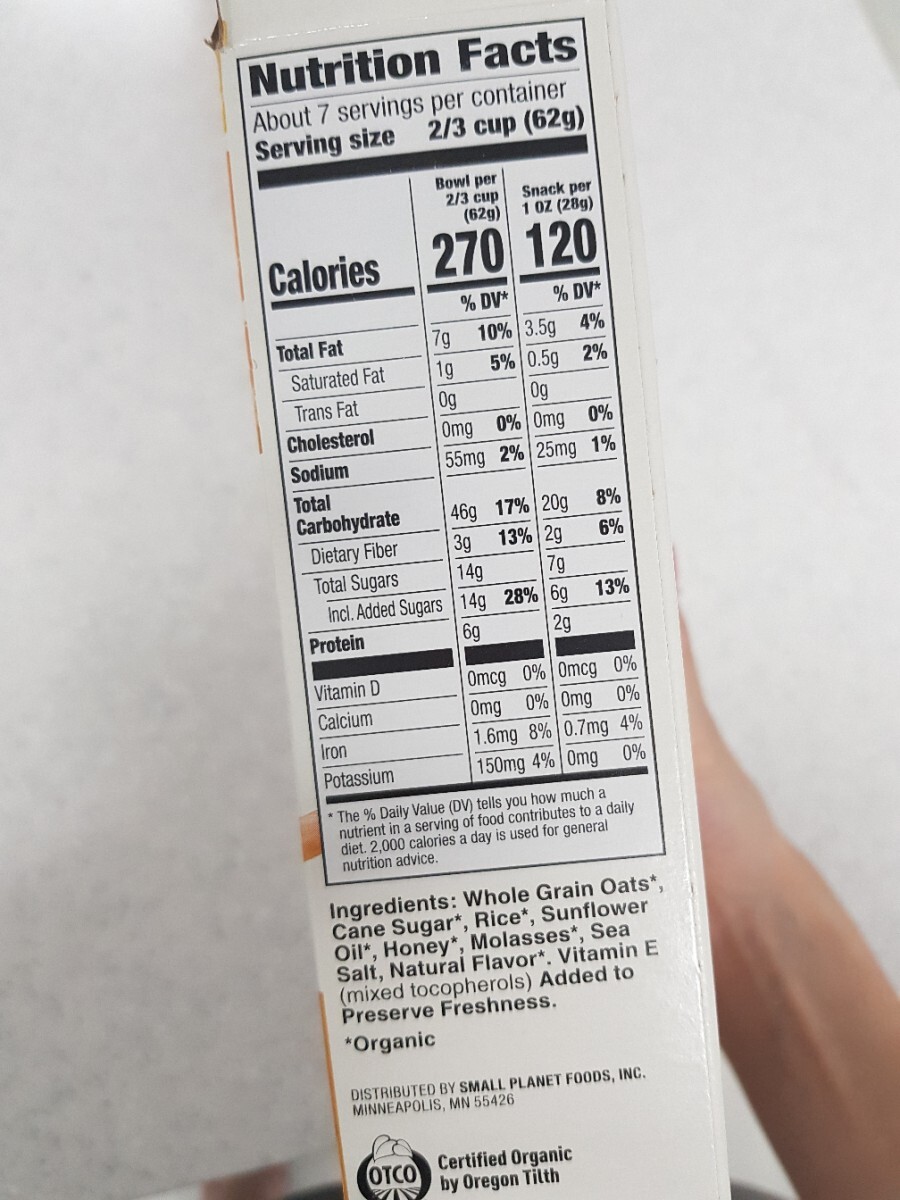 Nutrition Facts
About 7 servings per container
Serving size 2/3 cup (62g)
Bowl per 2/3 cup (62g) Snack per 1 OZ (28g)
Calories 270 120
% DV* % DV*
Total Fat 7g 10% 3.5g 4%
Saturated Fat 1g 5% 0.5g 2%
Trans Fat 0g 0g
Cholesterol 0mg 0% 0mg 0%
Sodium 55mg 2% 25mg 1%
Total Carbohydrate 46g 17% 20g 8%
Dietary Fiber 3g 13% 2g 6%
Total Sugars 14g 7g
Incl. Added Sugars 14g 28% 6g 13%
Protein 6g 2g
Vitamin D 0mcg 0% 0mcg 0%
Calcium 0mg 0% 0mg 0%
Iron 1.6mg 8% 0.7mg 4%
Potassium 150mg 4% 0mg 0%
* The % Daily Value (DV) tells you how much a
nutrient in a serving of food contributes to a daily
diet. 2,000 calories a day is used for general
nutrition advice.
Ingredients: Whole Grain Oats*,
Cane Sugar*, Rice*, Sunflower
Oil*, Honey*, Molasses*, Sea
Salt, Natural Flavor*. Vitamin E
(mixed tocopherols) Added to
Preserve Freshness.
*Organic
DISTRIBUTED BY SMALL PLANET FOODS, INC.
MINNEAPOLIS, MN 55426
OTCO
Certified Organic
by Oregon Tilth